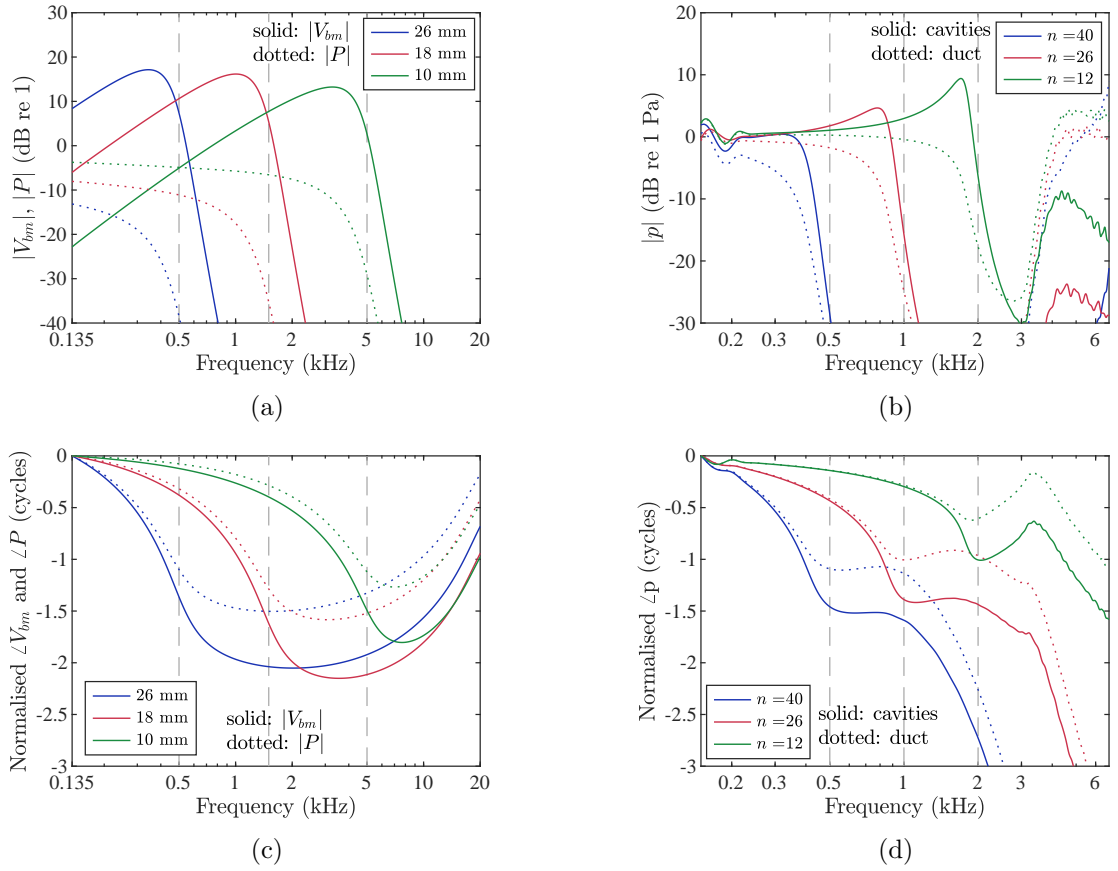 |V_bm|, |P| (dB re 1)
30
20
10
0
-10
-20
-30
-40
solid: |V_bm|
dotted: |P|
26 mm
18 mm
10 mm
0.135 0.5 1 2 5 10 20
Frequency (kHz)
(a)
|p| (dB re 1 Pa)
20
10
0
-10
-20
-30
solid: cavities
dotted: duct
n =40
n =26
n =12
0.2 0.3 0.5 1 2 3 6
Frequency (kHz)
(b)
Normalised ∠V_bm and ∠P (cycles)
0
-0.5
-1
-1.5
-2
-2.5
-3
26 mm
18 mm
10 mm
solid: |V_bm|
dotted: |P|
0.135 0.5 1 2 5 10 20
Frequency (kHz)
(c)
Normalised ∠p (cycles)
0
-0.5
-1
-1.5
-2
-2.5
-3
n =40
n =26
n =12
solid: cavities
dotted: duct
0.2 0.3 0.5 1 2 3 6
Frequency (kHz)
(d)